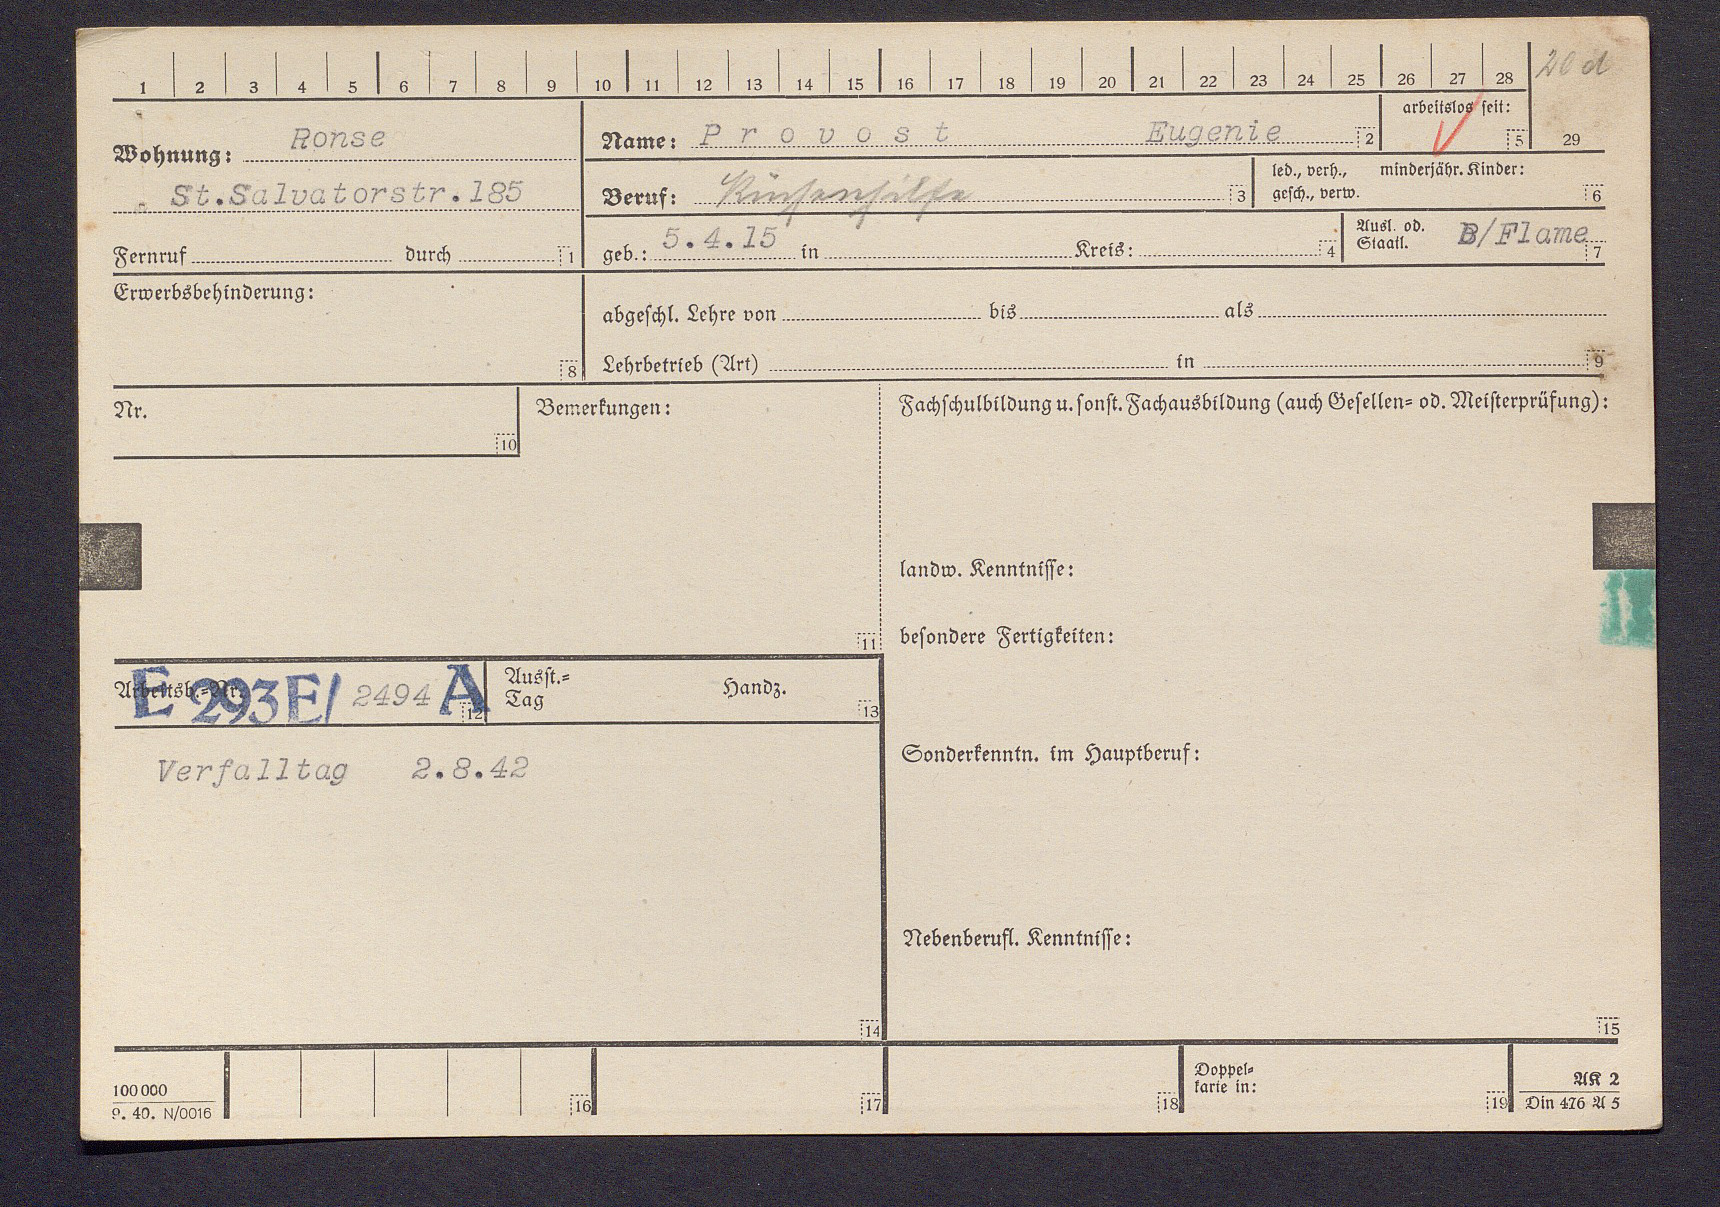 1 2 3 4 5 6 7 8 9 10 11 12 13 14 15 16 17 18 19 20 21 22 23 24 25 26 27 28 20 d
29
Wohnung: Ronse
St.Salvatorstr.185
Fernruf durch 1
Name: Provost Eugenie 2
arbeitslos seit: 5
Beruf: Küchenhilfe 3
led., verh., minderjähr. Kinder:
gesch., verw. 6
geb.: 5.4.15 in Kreis: 4
Ausl. od.
Staatl. B/Flame 7
Erwerbsbehinderung: 8
abgeschl. Lehre von bis als
Lehrbetrieb (Art) in 9
Nr. 10
Bemerkungen: 11
Fachschulbildung u. sonst. Fachausbildung (auch Gesellen- od. Meisterprüfung):
landw. Kenntnisse:
besondere Fertigkeiten:
Arbeitsb.-Nr. E 293E/ 2494 A 12
Ausst.-
Tag Handz. 13
Verfalltag 2.8.42
14
Sonderkenntn. im Hauptberuf:
Nebenberufl. Kenntnisse:
15
100 000
9. 40. N/0016
16 17 18
Doppel-
karte in: 19
AK 2
Din 476 A 5